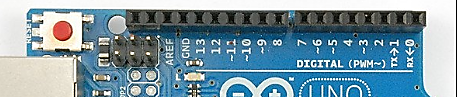 RESET
AREF
GND
13
12
~11
~10
~9
8
7
~6
~5
4
~3
2
TX→1
RX←0
DIGITAL (PWM~)
UNO